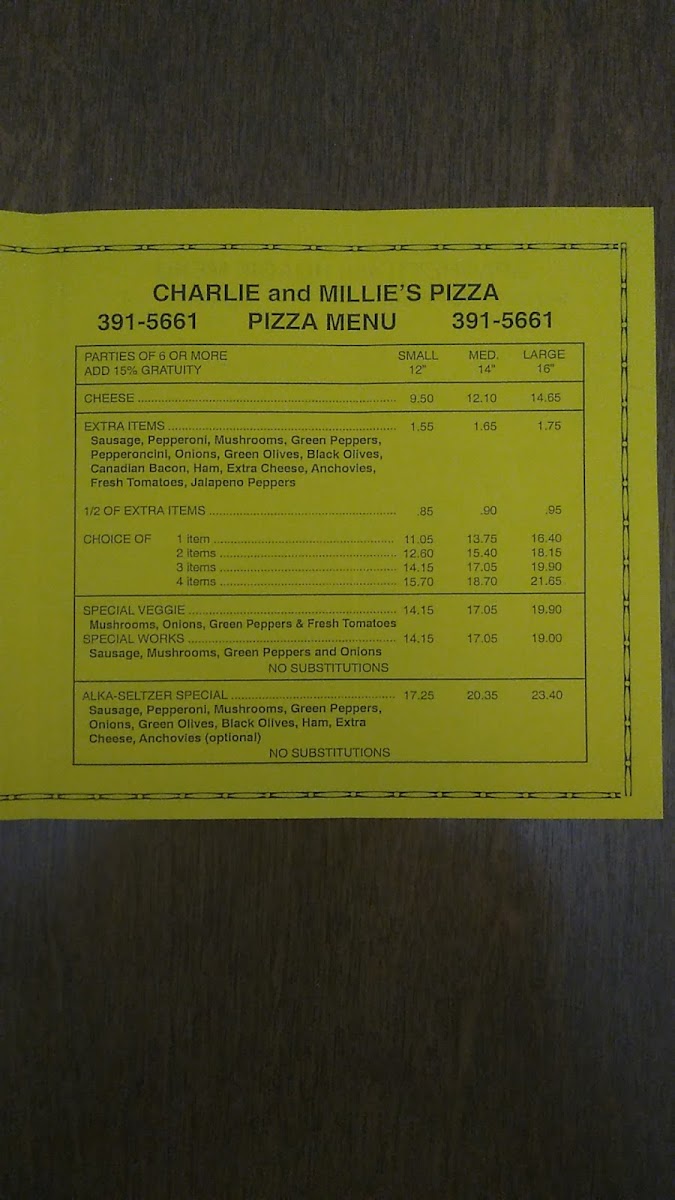 CHARLIE and MILLIE'S PIZZA
391-5661 PIZZA MENU 391-5661
PARTIES OF 6 OR MORE SMALL MED. LARGE
ADD 15% GRATUITY 12" 14" 16"
CHEESE 9.50 12.10 14.65
EXTRA ITEMS 1.55 1.65 1.75
Sausage, Pepperoni, Mushrooms, Green Peppers,
Pepperoncini, Onions, Green Olives, Black Olives,
Canadian Bacon, Ham, Extra Cheese, Anchovies,
Fresh Tomatoes, Jalapeno Peppers
1/2 OF EXTRA ITEMS .85 .90 .95
CHOICE OF 1 item 11.05 13.75 16.40
2 items 12.60 15.40 18.15
3 items 14.15 17.05 19.90
4 items 15.70 18.70 21.65
SPECIAL VEGGIE 14.15 17.05 19.90
Mushrooms, Onions, Green Peppers & Fresh Tomatoes
SPECIAL WORKS 14.15 17.05 19.00
Sausage, Mushrooms, Green Peppers and Onions
NO SUBSTITUTIONS
ALKA-SELTZER SPECIAL 17.25 20.35 23.40
Sausage, Pepperoni, Mushrooms, Green Peppers,
Onions, Green Olives, Black Olives, Ham, Extra
Cheese, Anchovies (optional)
NO SUBSTITUTIONS